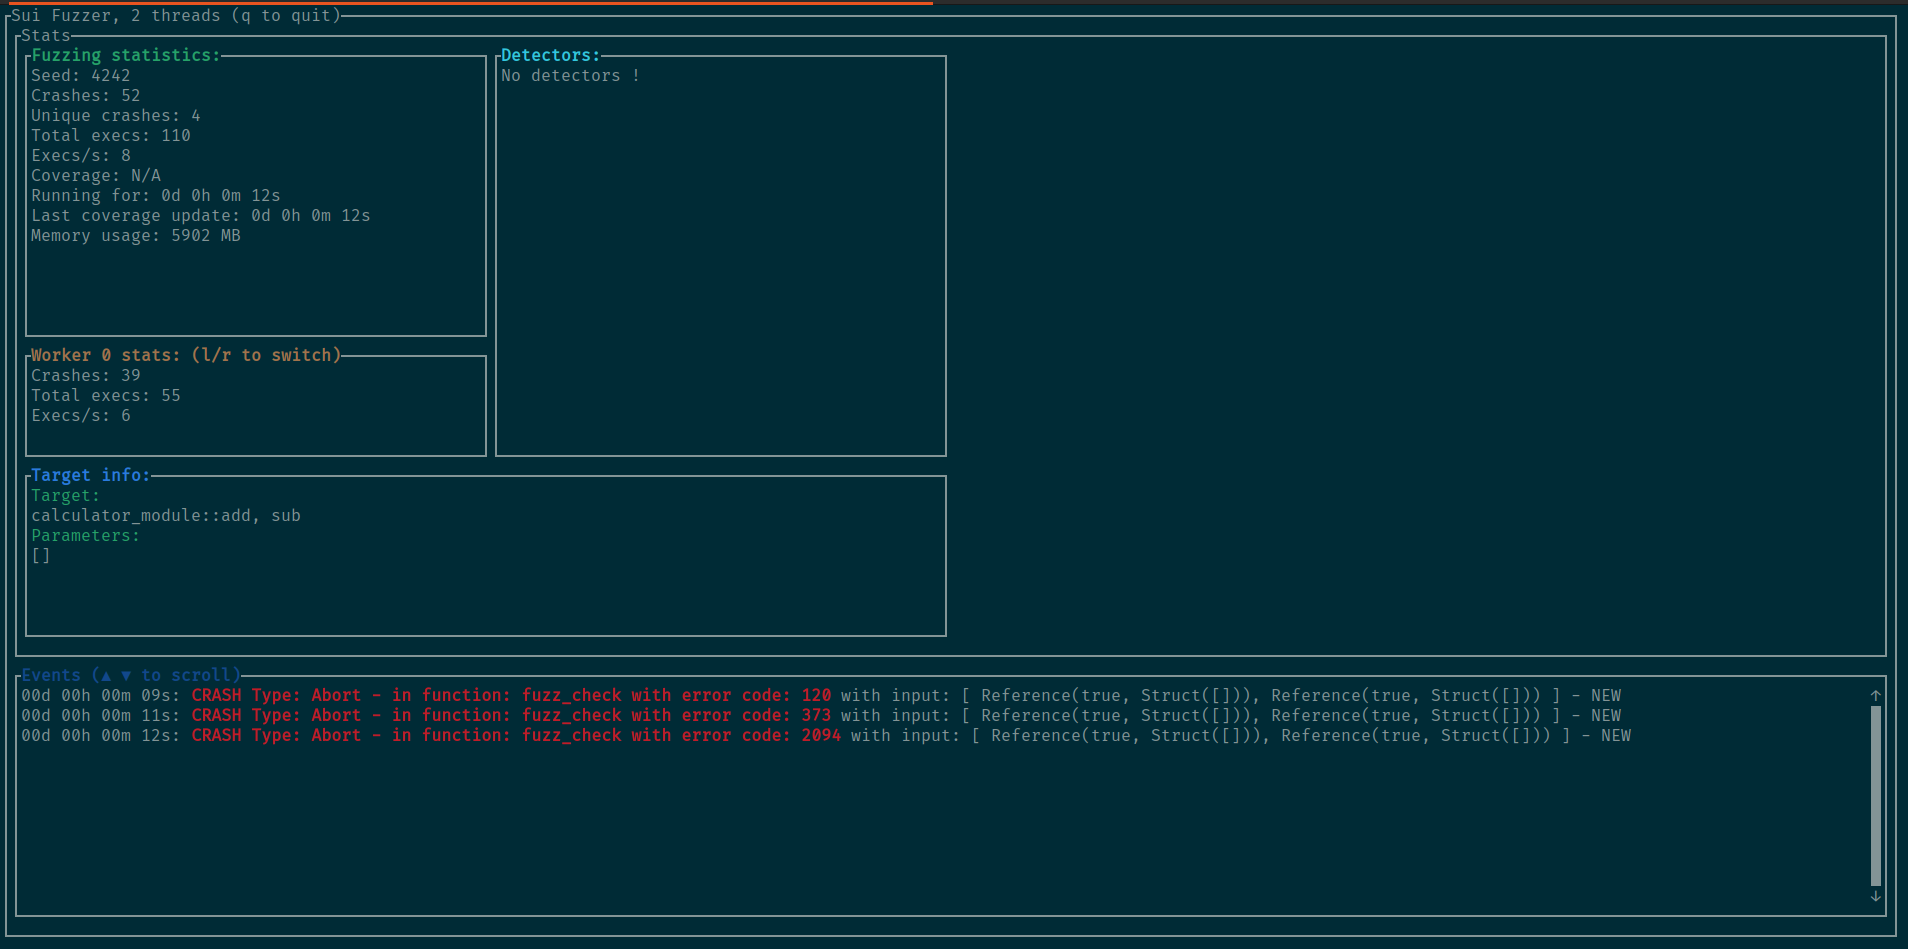 Sui Fuzzer, 2 threads (q to quit)
Stats
Fuzzing statistics:
Seed: 4242
Crashes: 52
Unique crashes: 4
Total execs: 110
Execs/s: 8
Coverage: N/A
Running for: 0d 0h 0m 12s
Last coverage update: 0d 0h 0m 12s
Memory usage: 5902 MB
Detectors:
No detectors !
Worker 0 stats: (l/r to switch)
Crashes: 39
Total execs: 55
Execs/s: 6
Target info:
Target:
calculator_module::add, sub
Parameters:
[]
Events (▲ ▼ to scroll)
00d 00h 00m 09s: CRASH Type: Abort - in function: fuzz_check with error code: 120 with input: [ Reference(true, Struct([])), Reference(true, Struct([])) ] - NEW
00d 00h 00m 11s: CRASH Type: Abort - in function: fuzz_check with error code: 373 with input: [ Reference(true, Struct([])), Reference(true, Struct([])) ] - NEW
00d 00h 00m 12s: CRASH Type: Abort - in function: fuzz_check with error code: 2094 with input: [ Reference(true, Struct([])), Reference(true, Struct([])) ] - NEW